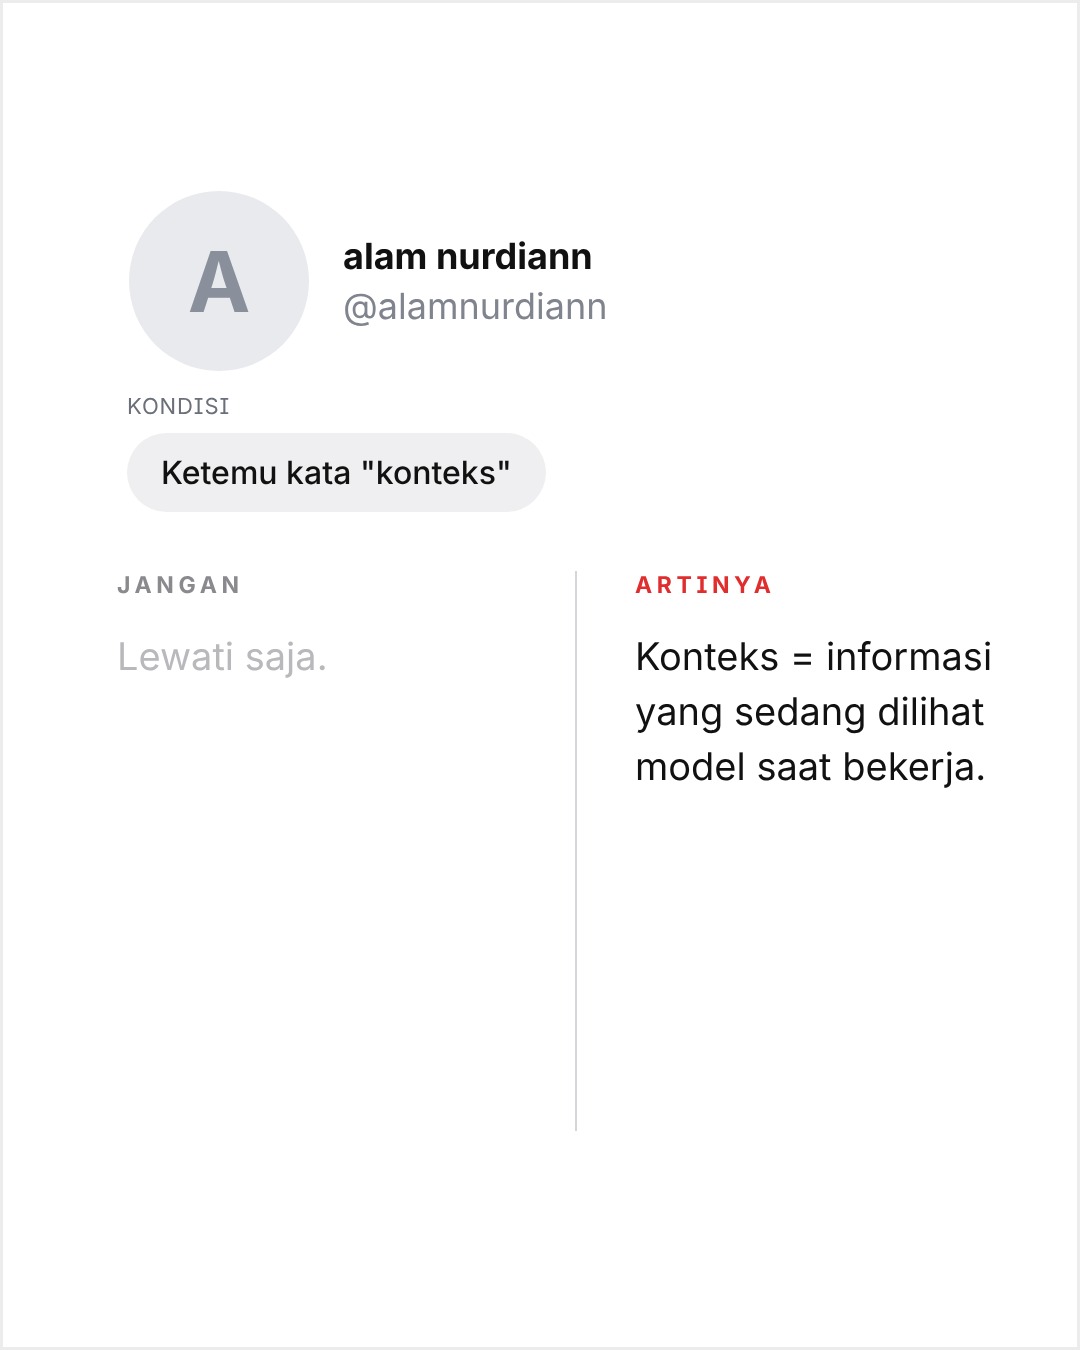 A
alam nurdiann
@alamnurdiann
KONDISI
Ketemu kata "konteks"
JANGAN
Lewati saja.
ARTINYA
Konteks = informasi
yang sedang dilihat
model saat bekerja.